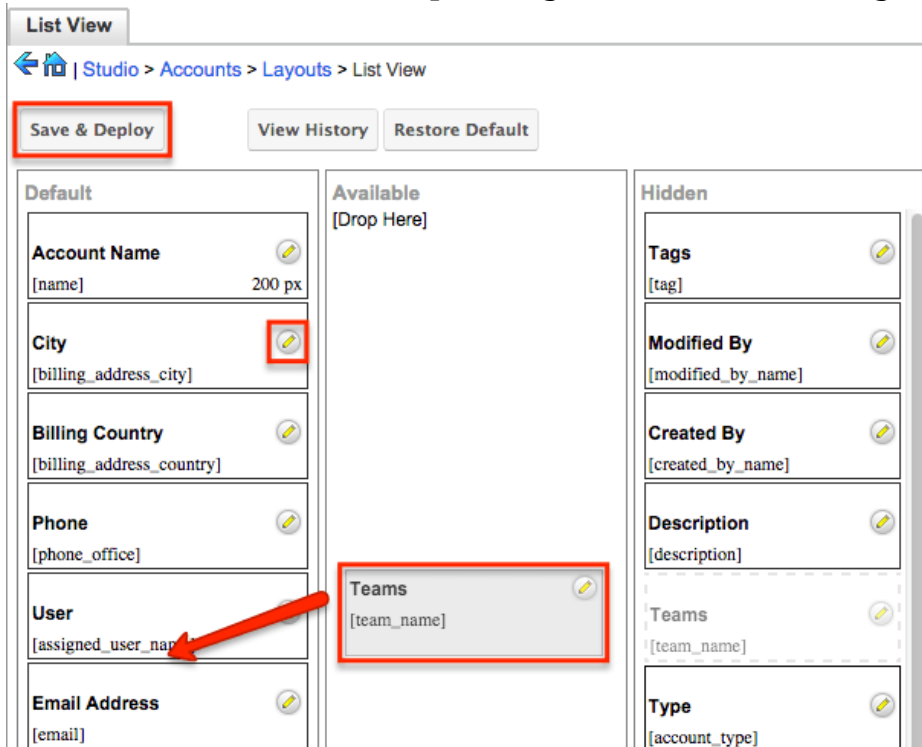 List View
| Studio > Accounts > Layouts > List View
Save & Deploy
View History
Restore Default
Default
Account Name
[name] 200 px
City
[billing_address_city]
Billing Country
[billing_address_country]
Phone
[phone_office]
User
[assigned_user_nam
Email Address
[email]
Available
[Drop Here]
Teams
[team_name]
Hidden
Tags
[tag]
Modified By
[modified_by_name]
Created By
[created_by_name]
Description
[description]
Teams
[team_name]
Type
[account_type]